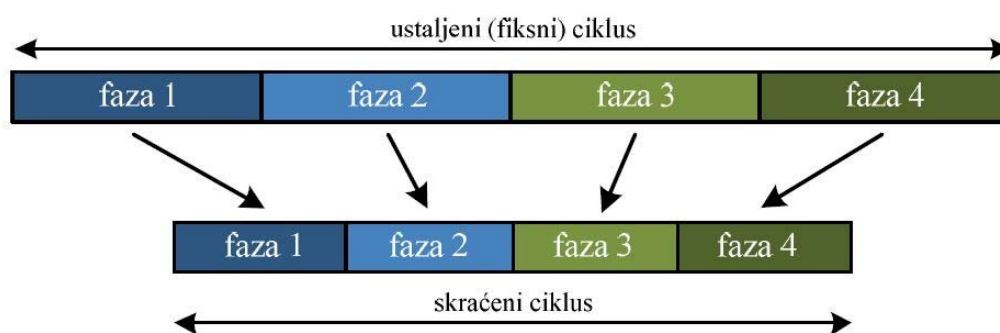 ustaljeni (fiksni) ciklus
faza 1 faza 2 faza 3 faza 4
faza 1 faza 2 faza 3 faza 4
skraćeni ciklus